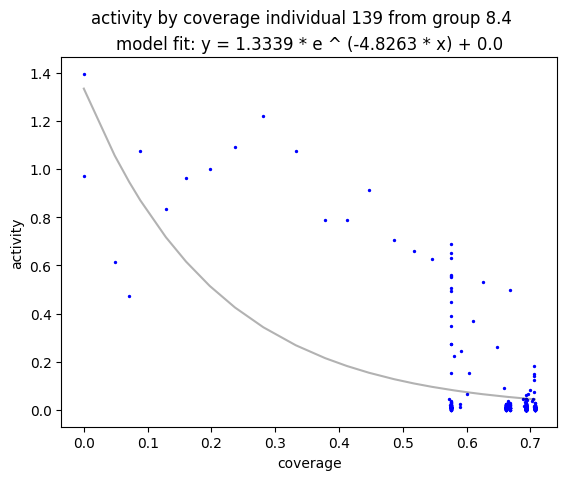 activity by coverage individual 139 from group 8.4
model fit: y = 1.3339 * e ^ (-4.8263 * x) + 0.0
1.4
1.2
1.0
0.8
0.6
0.4
0.2
0.0
activity
0.0 0.1 0.2 0.3 0.4 0.5 0.6 0.7
coverage